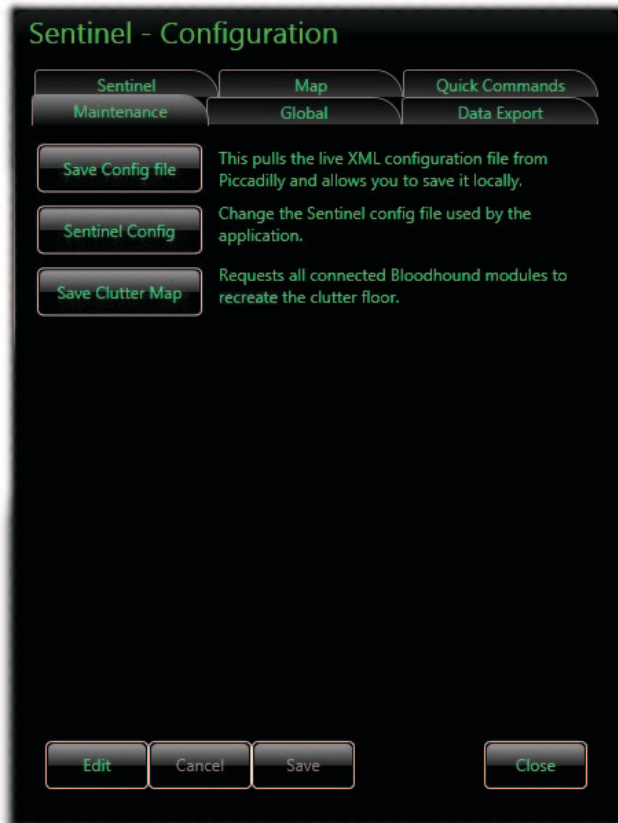 Sentinel - Configuration
Sentinel
Map
Quick Commands
Maintenance
Global
Data Export
Save Config file
This pulls the live XML configuration file from
Piccadilly and allows you to save it locally.
Sentinel Config
Change the Sentinel config file used by the
application.
Save Clutter Map
Requests all connected Bloodhound modules to
recreate the clutter floor.
Edit
Cancel
Save
Close